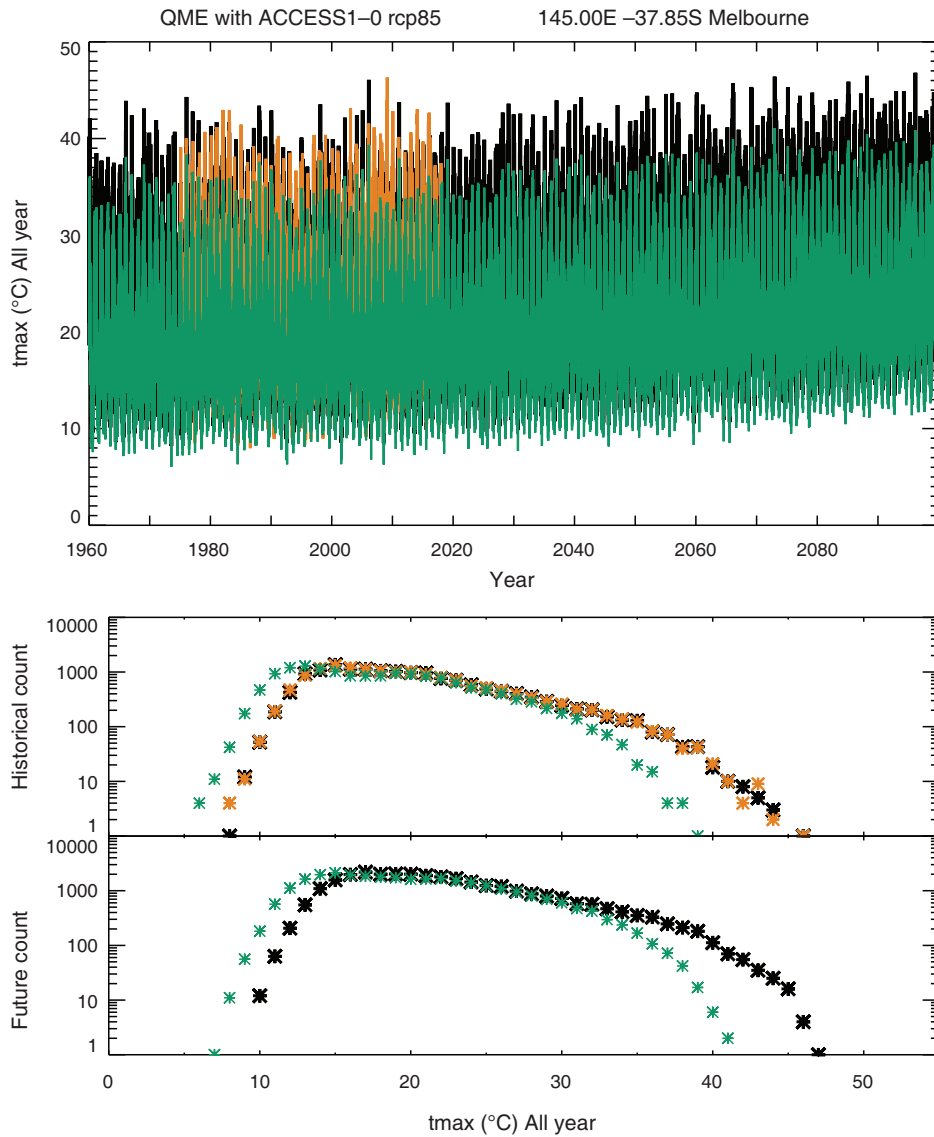 QME with ACCESS1–0 rcp85 145.00E –37.85S Melbourne
tmax (°C) All year
50
40
30
20
10
0
1960 1980 2000 2020 2040 2060 2080
Year
Historical count
10000
1000
100
10
1
Future count
10000
1000
100
10
1
0 10 20 30 40 50
tmax (°C) All year